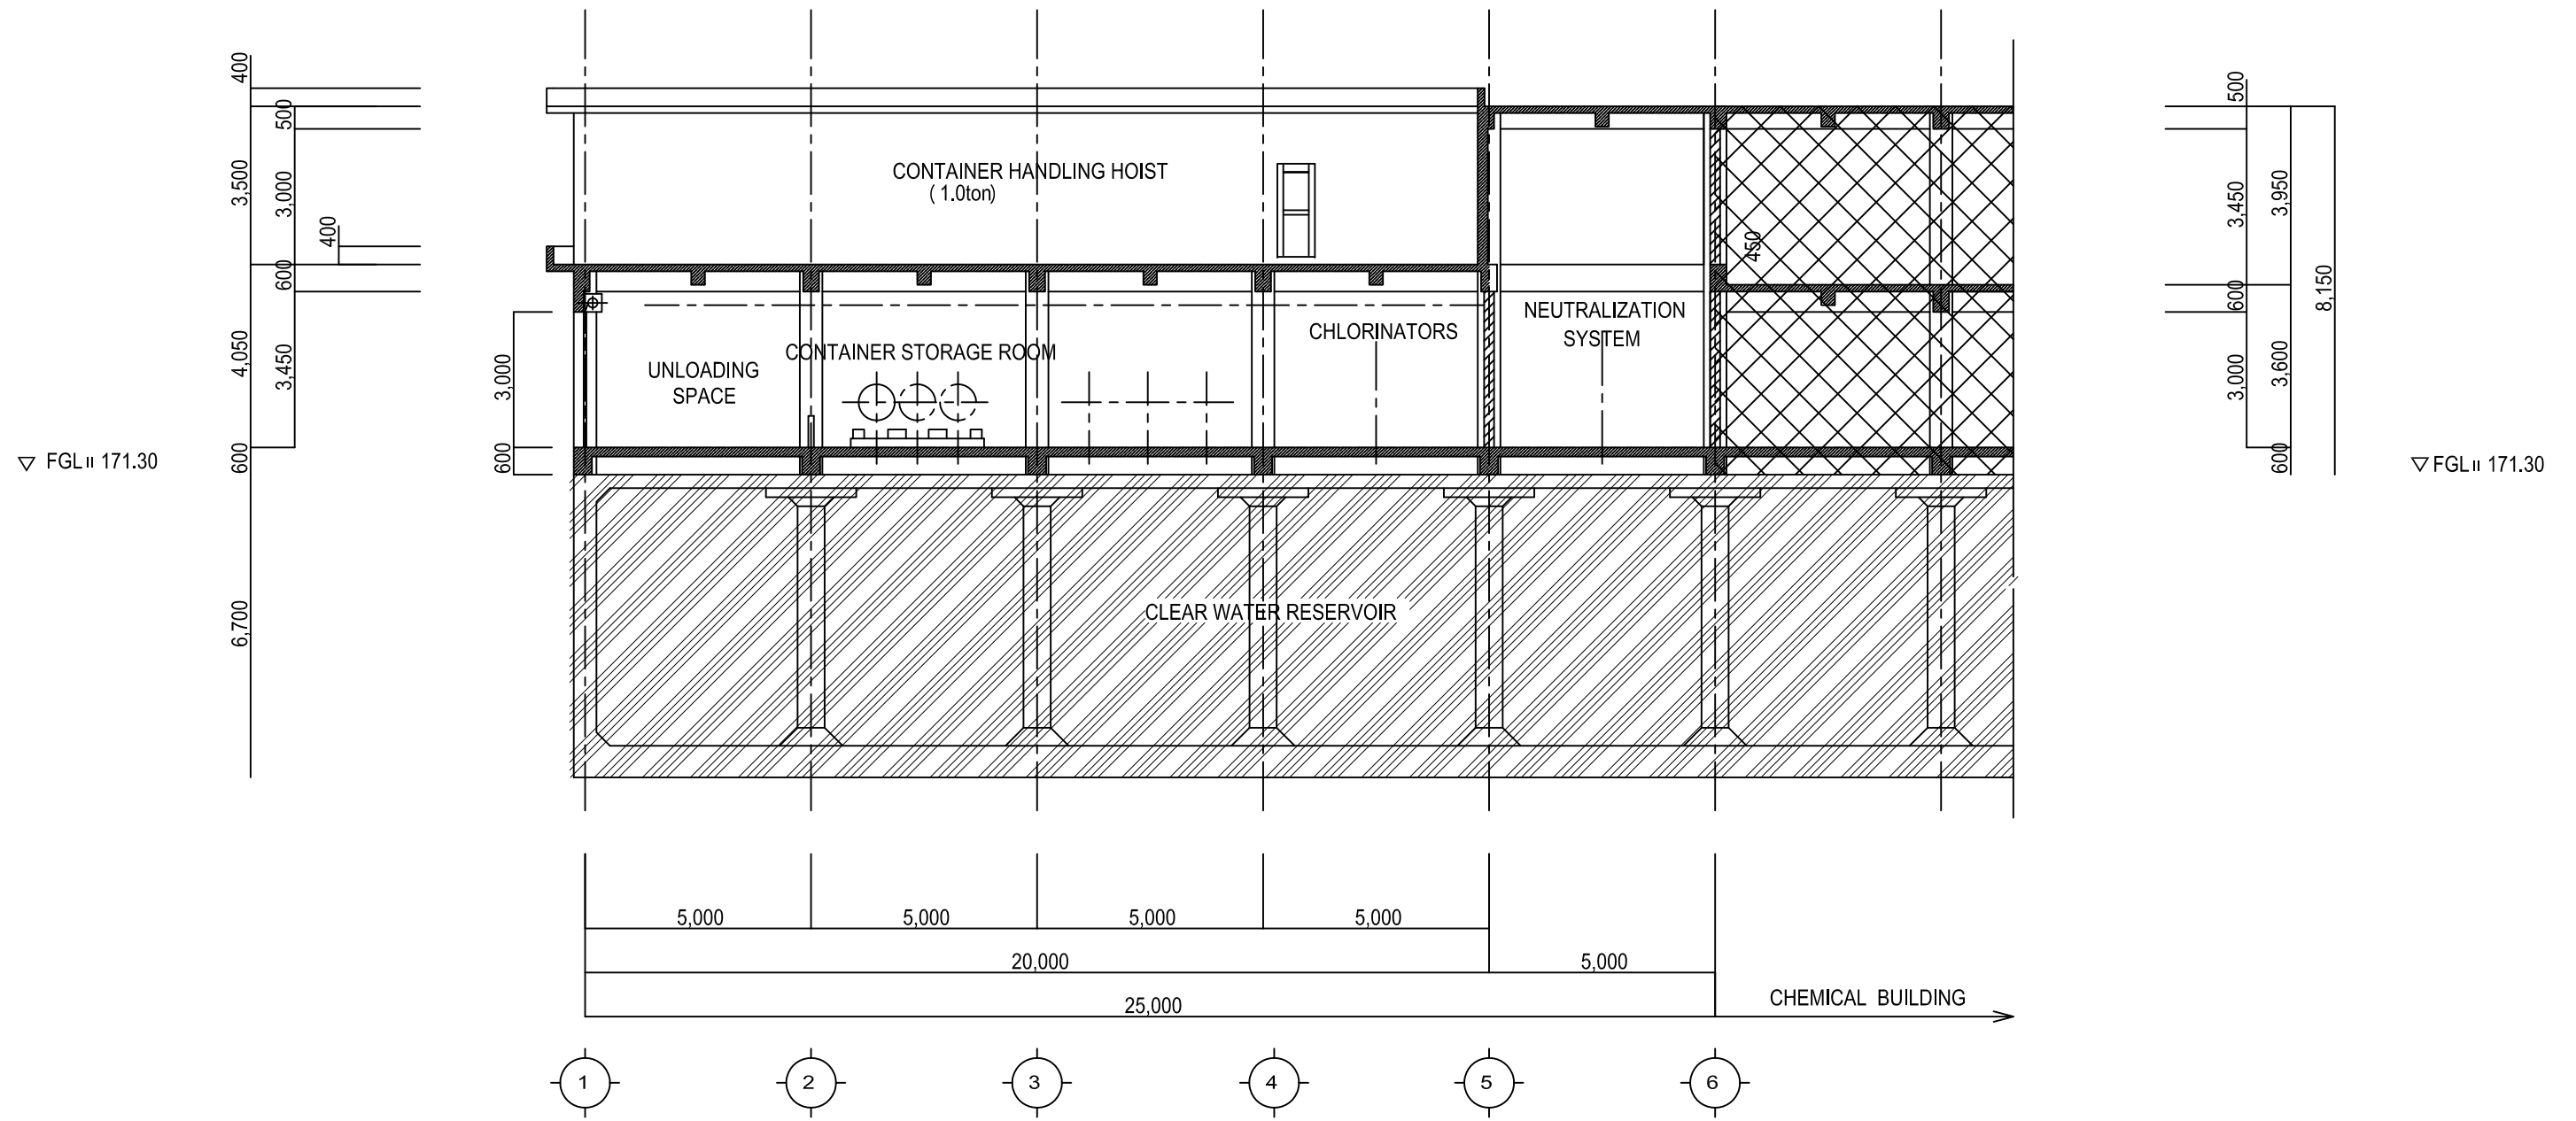 400
500
3,500
3,000
400
600
4,050
3,450
3,000
600
600
6,700
▽ FGL II 171.30
CONTAINER HANDLING HOIST
( 1.0ton)
UNLOADING
SPACE
CONTAINER STORAGE ROOM
CHLORINATORS
NEUTRALIZATION
SYSTEM
450
CLEAR WATER RESERVOIR
500
3,450
3,950
600
8,150
3,000
3,600
600
▽ FGL II 171.30
5,000 5,000 5,000 5,000
20,000 5,000
25,000
CHEMICAL BUILDING
1 2 3 4 5 6